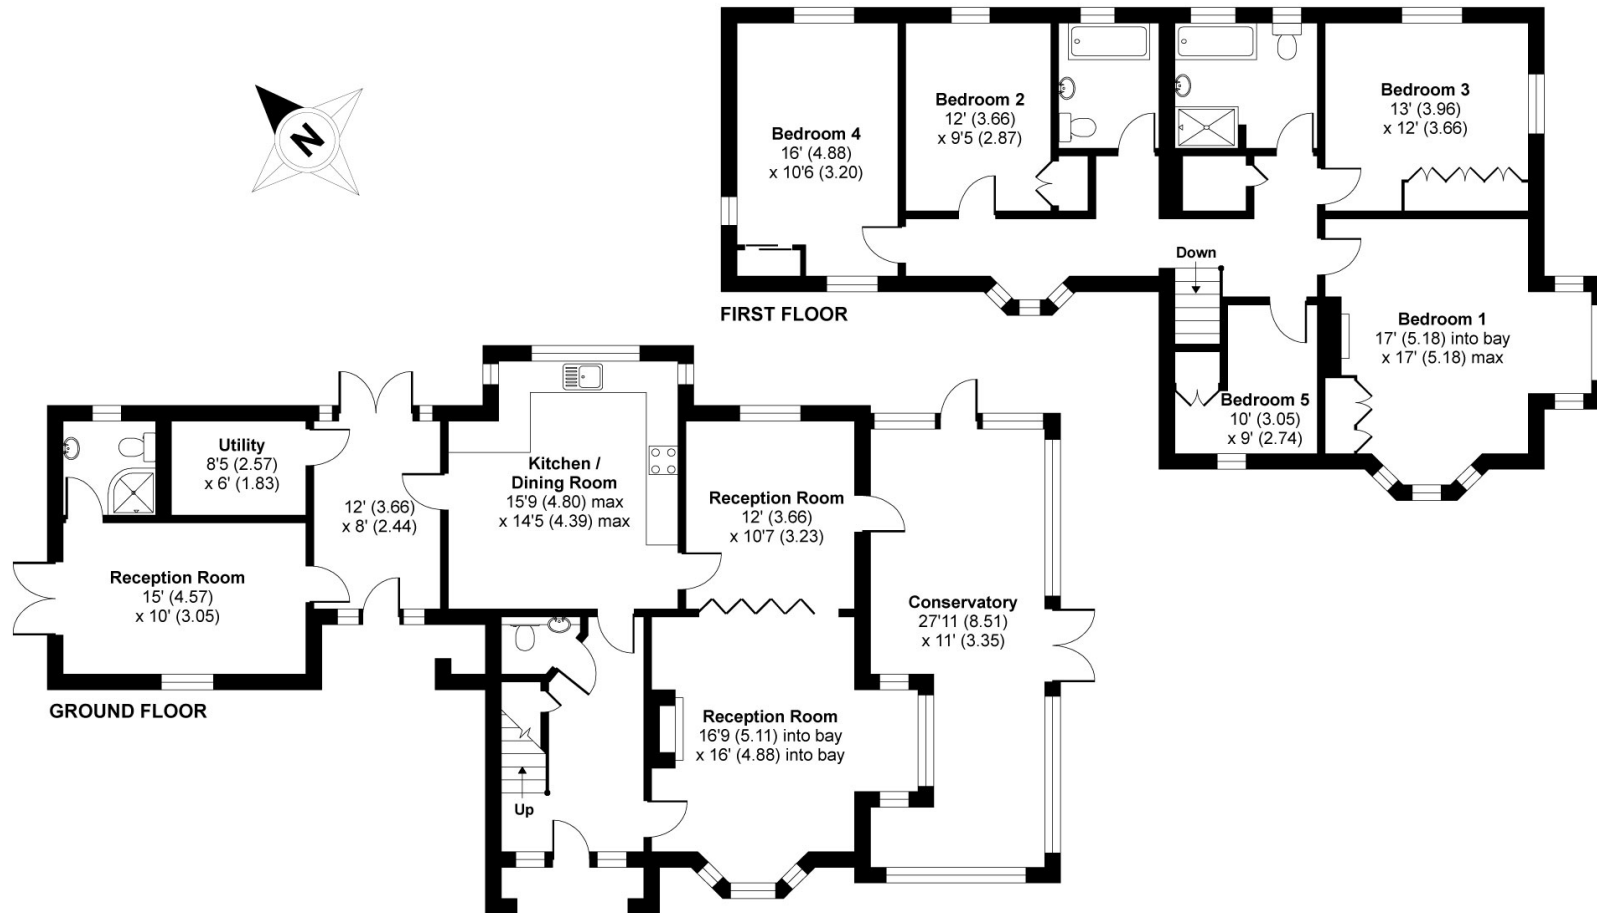 N
Bedroom 4
16' (4.88)
x 10'6 (3.20)
Bedroom 2
12' (3.66)
x 9'5 (2.87)
Bedroom 3
13' (3.96)
x 12' (3.66)
Down
Bedroom 1
17' (5.18) into bay
x 17' (5.18) max
Bedroom 5
10' (3.05)
x 9' (2.74)
FIRST FLOOR
Utility
8'5 (2.57)
x 6' (1.83)
12' (3.66)
x 8' (2.44)
Kitchen /
Dining Room
15'9 (4.80) max
x 14'5 (4.39) max
Reception Room
12' (3.66)
x 10'7 (3.23)
Reception Room
15' (4.57)
x 10' (3.05)
Conservatory
27'11 (8.51)
x 11' (3.35)
Reception Room
16'9 (5.11) into bay
x 16' (4.88) into bay
Up
GROUND FLOOR